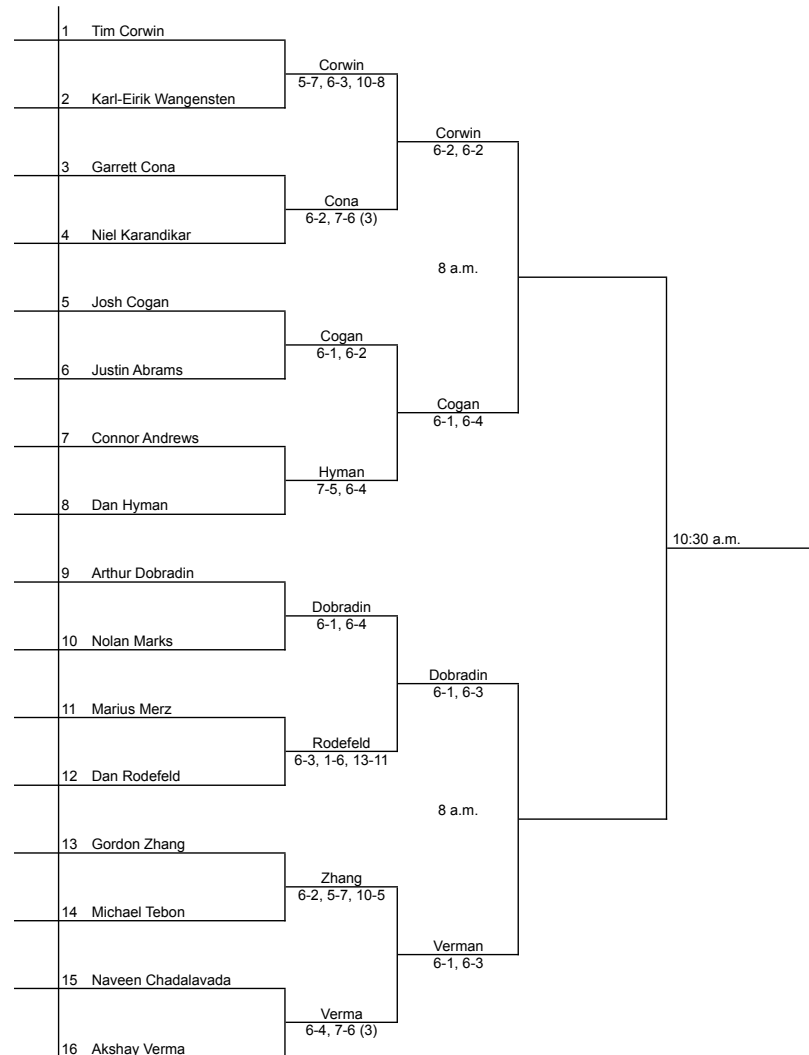 1 Tim Corwin
Corwin
5-7, 6-3, 10-8
2 Karl-Eirik Wangensten
Corwin
6-2, 6-2
3 Garrett Cona
Cona
6-2, 7-6 (3)
4 Niel Karandikar
8 a.m.
5 Josh Cogan
Cogan
6-1, 6-2
6 Justin Abrams
Cogan
6-1, 6-4
7 Connor Andrews
Hyman
7-5, 6-4
8 Dan Hyman
10:30 a.m.
9 Arthur Dobradin
Dobradin
6-1, 6-4
10 Nolan Marks
Dobradin
6-1, 6-3
11 Marius Merz
Rodefeld
6-3, 1-6, 13-11
12 Dan Rodefeld
8 a.m.
13 Gordon Zhang
Zhang
6-2, 5-7, 10-5
14 Michael Tebon
Verman
6-1, 6-3
15 Naveen Chadalavada
Verma
6-4, 7-6 (3)
16 Akshay Verma